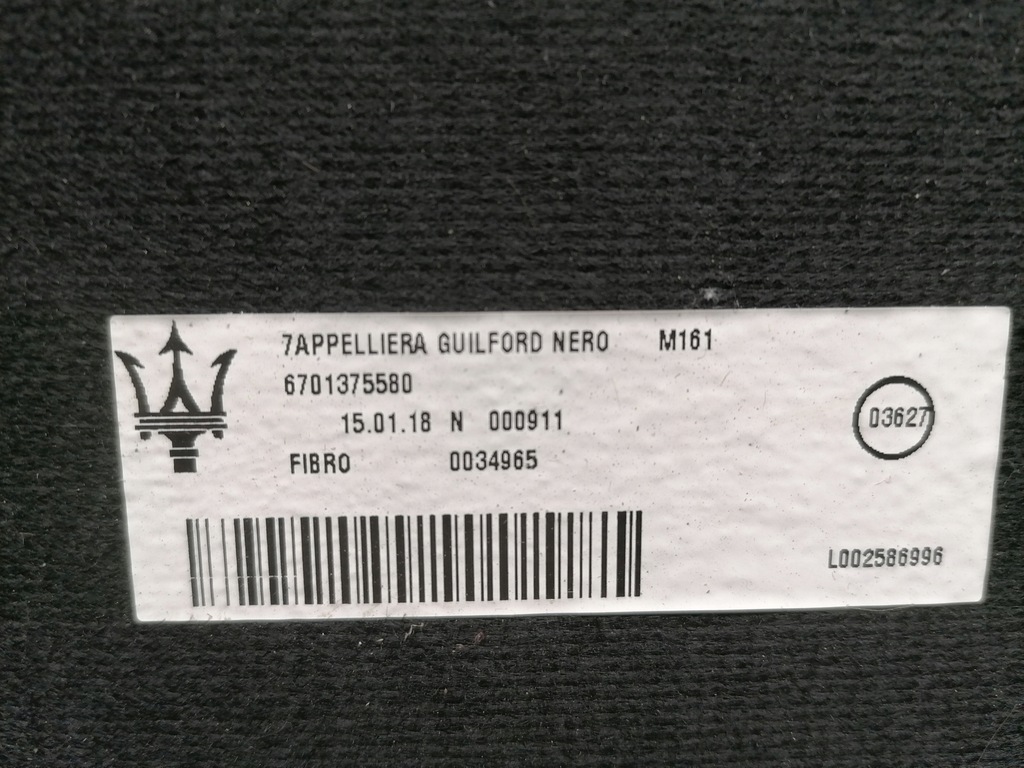 7APPELLIERA GUILFORD NERO M161
6701375580
15.01.18 N 000911
FIBRO 0034965
03627
L002586996